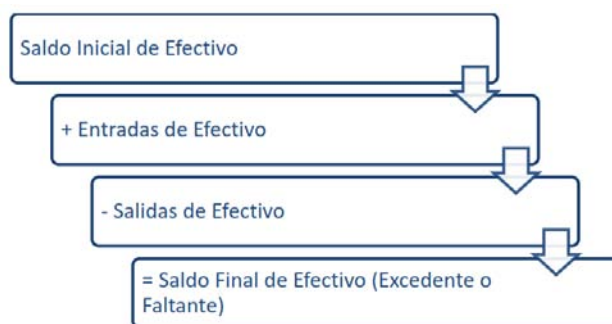 Saldo Inicial de Efectivo
+ Entradas de Efectivo
- Salidas de Efectivo
= Saldo Final de Efectivo (Excedente o
Faltante)